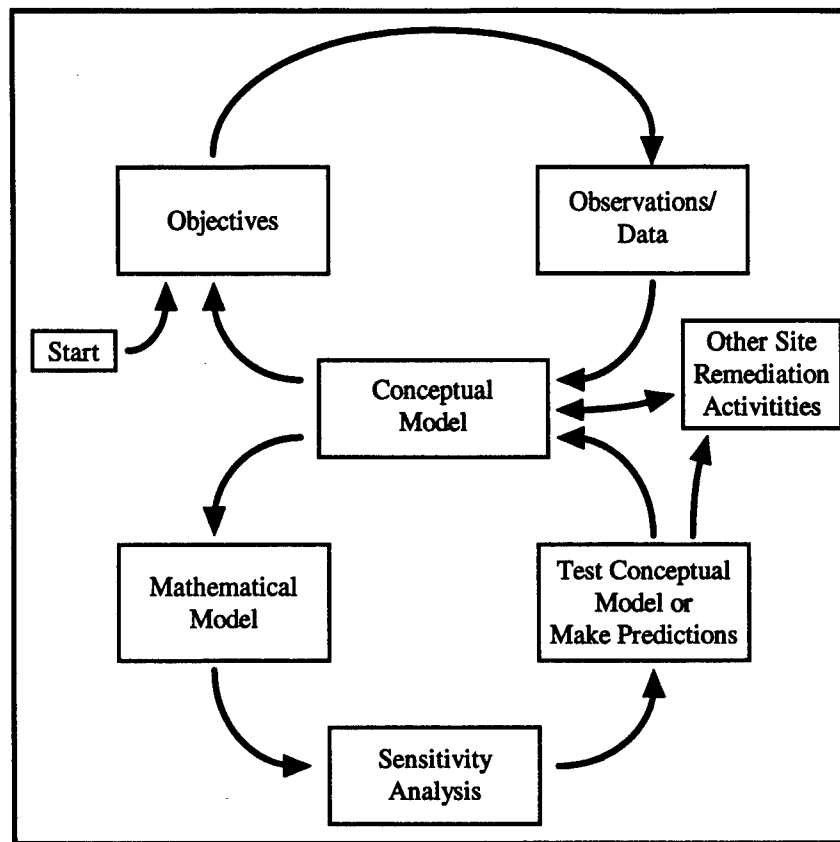 Objectives
Observations/
Data
Start
Other Site
Remediation
Activitities
Conceptual
Model
Mathematical
Model
Test Conceptual
Model or
Make Predictions
Sensitivity
Analysis